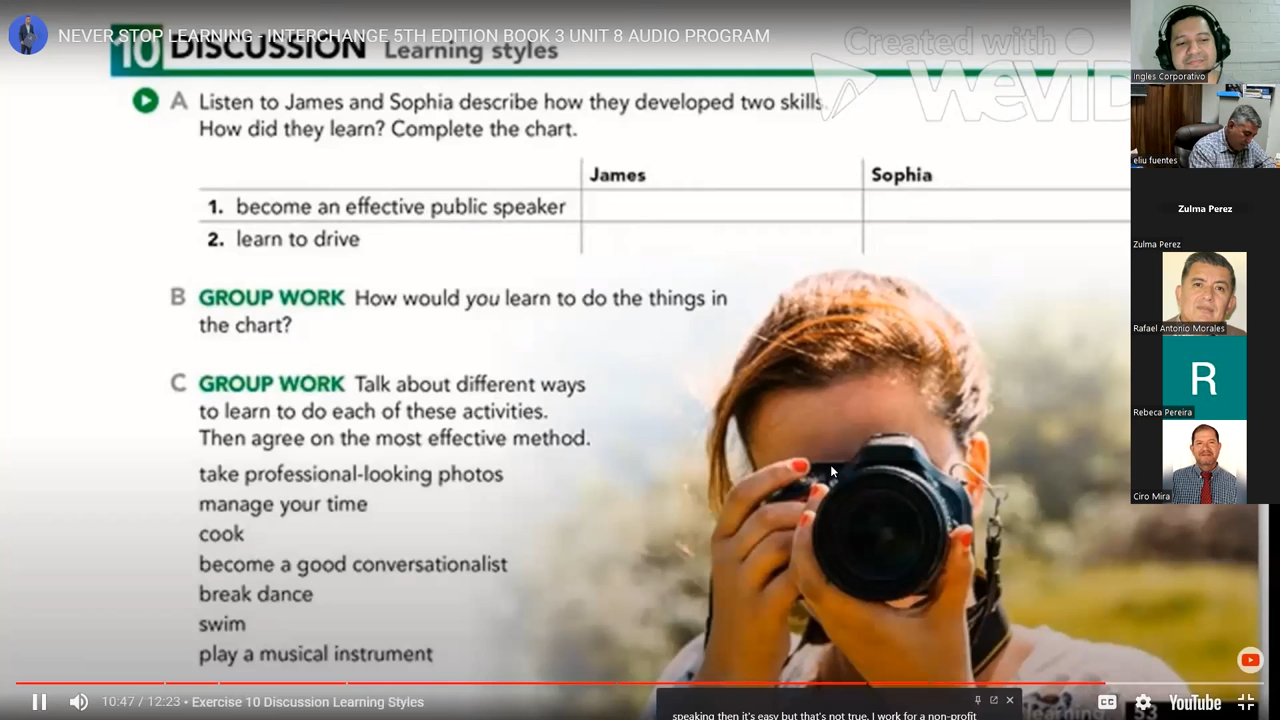 NEVER STOP LEARNING - INTERCHANGE 5TH EDITION BOOK 3 UNIT 8 AUDIO PROGRAM
10 DISCUSSION Learning styles
Created with
WEVID
A Listen to James and Sophia describe how they developed two skills.
How did they learn? Complete the chart.
James Sophia
1. become an effective public speaker
2. learn to drive
B GROUP WORK How would you learn to do the things in
the chart?
C GROUP WORK Talk about different ways
to learn to do each of these activities.
Then agree on the most effective method.
take professional-looking photos
manage your time
cook
become a good conversationalist
break dance
swim
play a musical instrument
Ingles Corporativo
eliu fuentes
Zulma Perez
Zulma Perez
Rafael Antonio Morales
R
Rebeca Pereira
Ciro Mira
10:47 / 12:23 • Exercise 10 Discussion Learning Styles
speaking then it's easy but that's not true. I work for a non-profit
learning 53
CC
YouTube